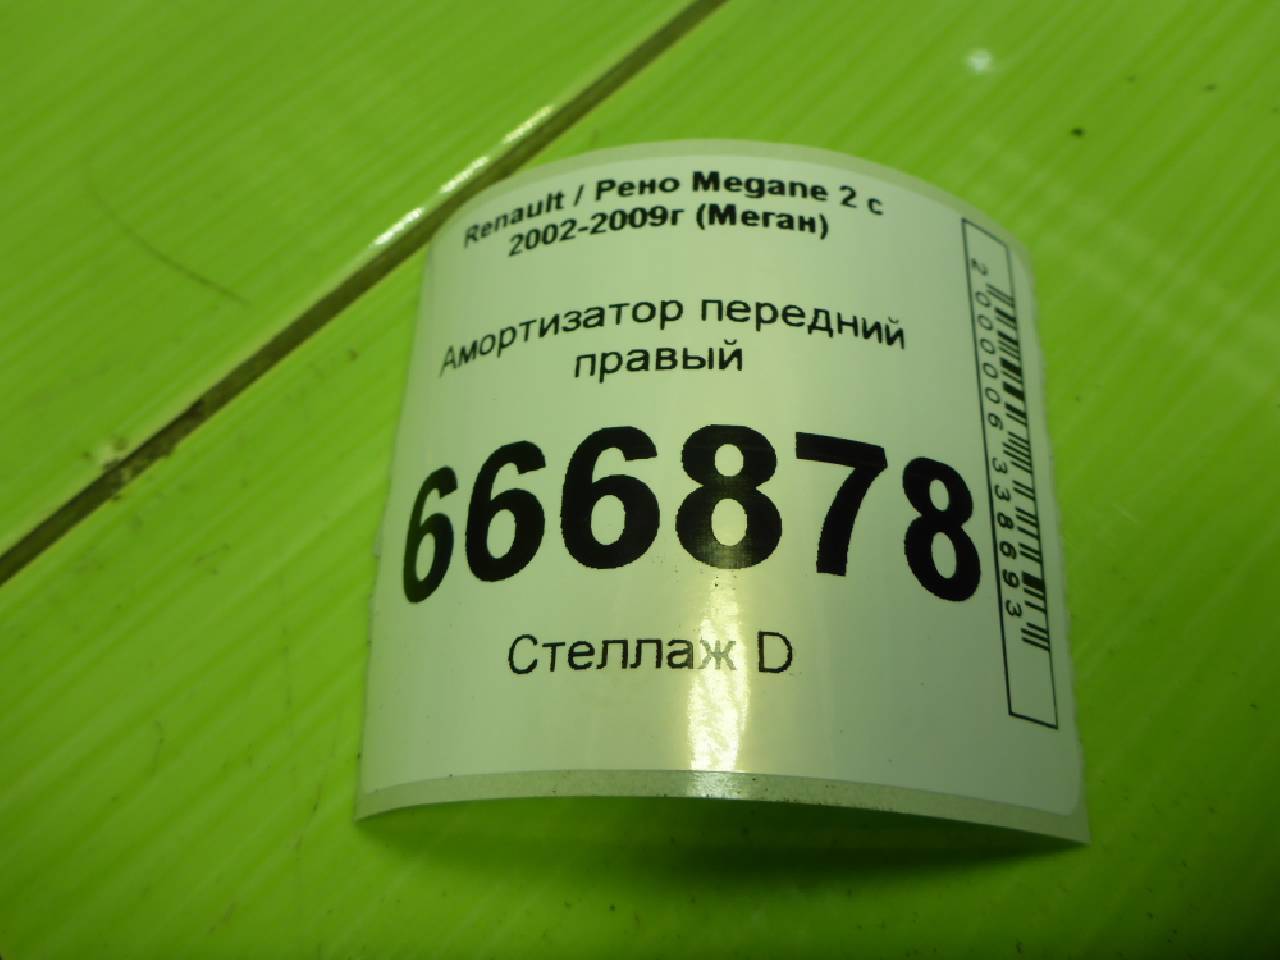 Renault / Рено Megane 2 с
2002-2009г (Меган)
Амортизатор передний
правый
666878
Стеллаж D
2000006338693